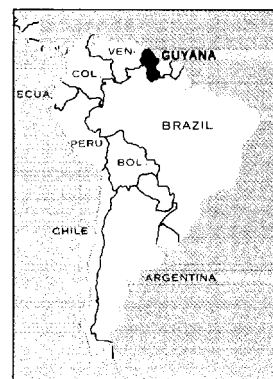 VEN.
GUYANA
COL.
ECUA.
BRAZIL
PERU
BOL.
CHILE
ARGENTINA